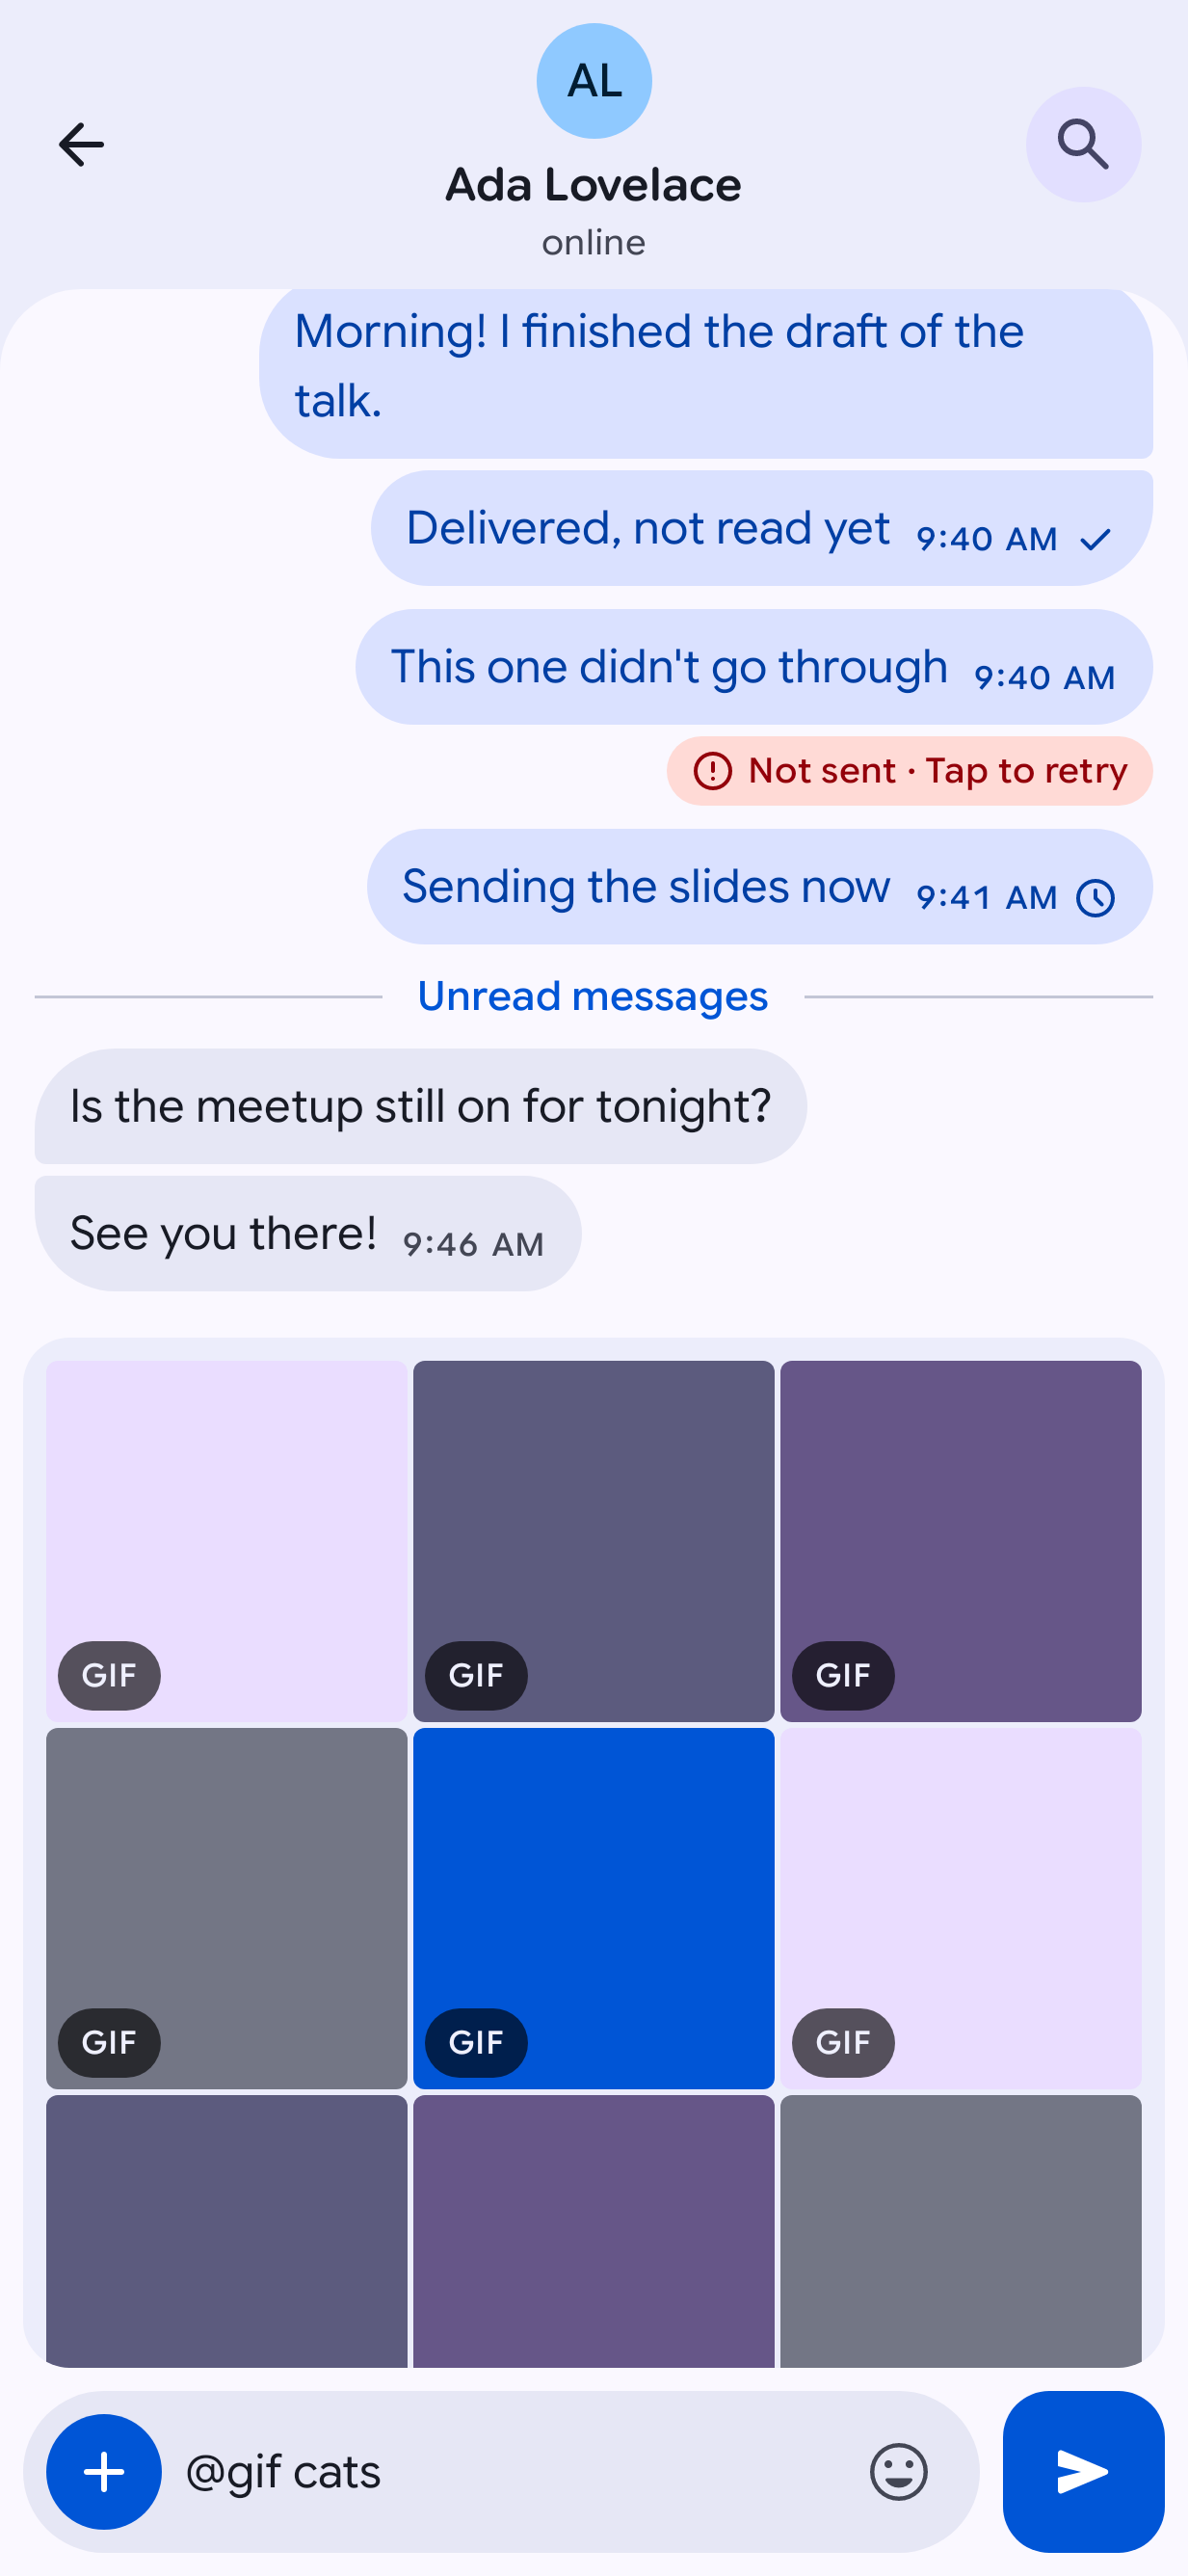 AL
Ada Lovelace
online
Morning! I finished the draft of the
talk.
Delivered, not read yet 9:40 AM
This one didn't go through 9:40 AM
Not sent · Tap to retry
Sending the slides now 9:41 AM
Unread messages
Is the meetup still on for tonight?
See you there! 9:46 AM
GIF GIF GIF
GIF GIF GIF
@gif cats